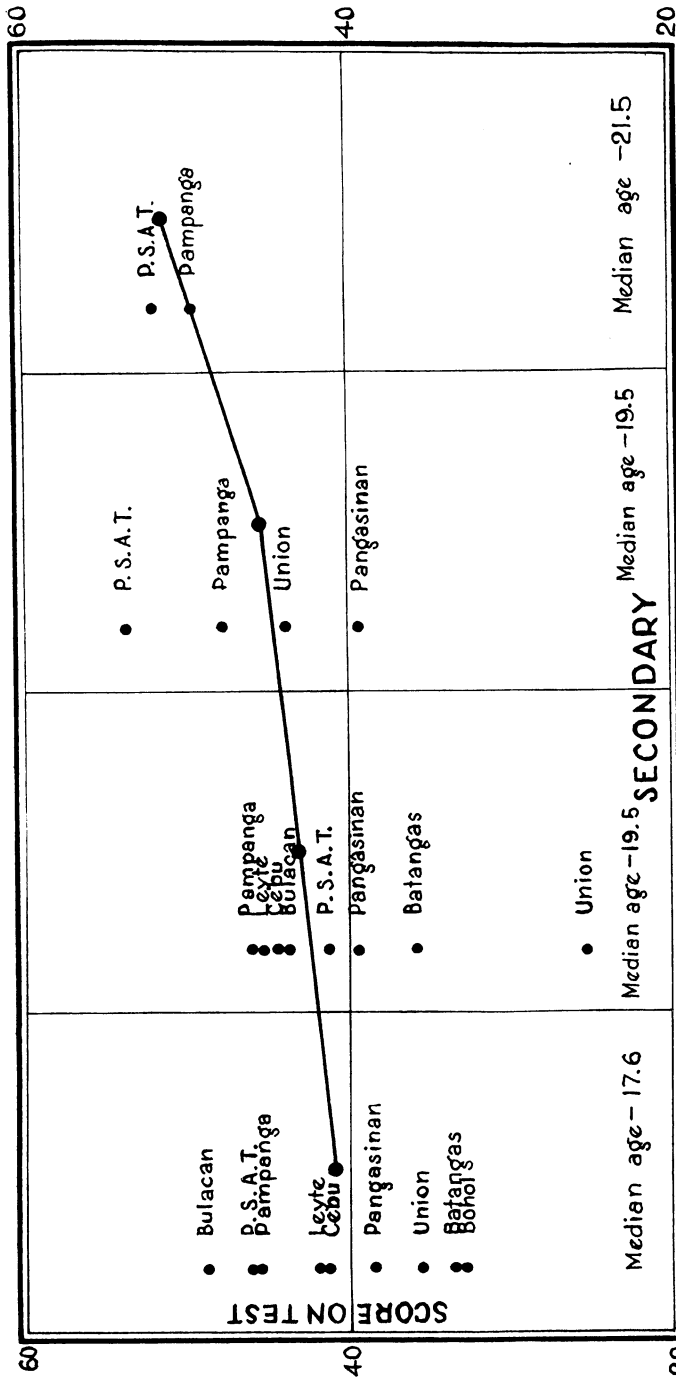 60
40
20
SCORE ON TEST
Bulacan
P.S.A.T.
Pampanga
Leyte
Cebu
Pangasinan
Union
Batangas
Bohol
Median age-17.6
Pampanga
Leyte
Cebu
Bulacan
P.S.A.T.
Pangasinan
Batangas
Union
Median age-19.5
P.S.A.T.
Pampanga
Union
Pangasinan
Median age-19.5
P.S.A.T.
Pampanga
Median age -21.5
SECONDARY
60
40
20